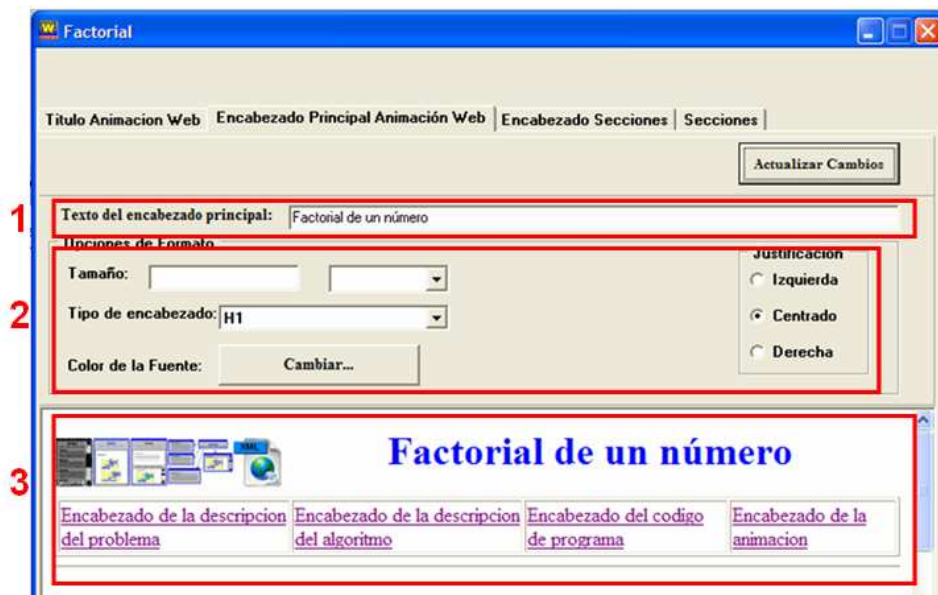 Factorial
Titulo Animacion Web Encabezado Principal Animación Web Encabezado Secciones Secciones
Actualizar Cambios
1 Texto del encabezado principal: Factorial de un número
Opciones de Formato
Justificación
Tamaño:
Izquierda
2 Tipo de encabezado: H1
Centrado
Color de la Fuente: Cambiar...
Derecha
3
XML
Factorial de un número
Encabezado de la descripcion del problema
Encabezado de la descripcion del algoritmo
Encabezado del codigo de programa
Encabezado de la animacion